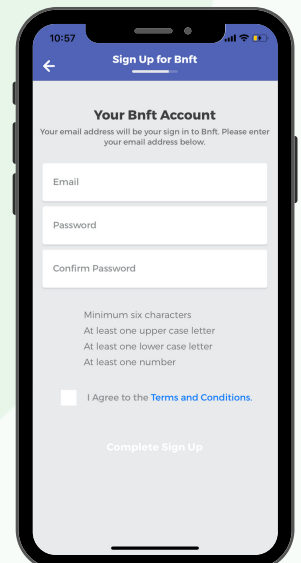 10:57
Sign Up for Bnft
Your Bnft Account
Your email address will be your sign in to Bnft. Please enter
your email address below.
Email
Password
Confirm Password
Minimum six characters
At least one upper case letter
At least one lower case letter
At least one number
I Agree to the Terms and Conditions.
Complete Sign Up